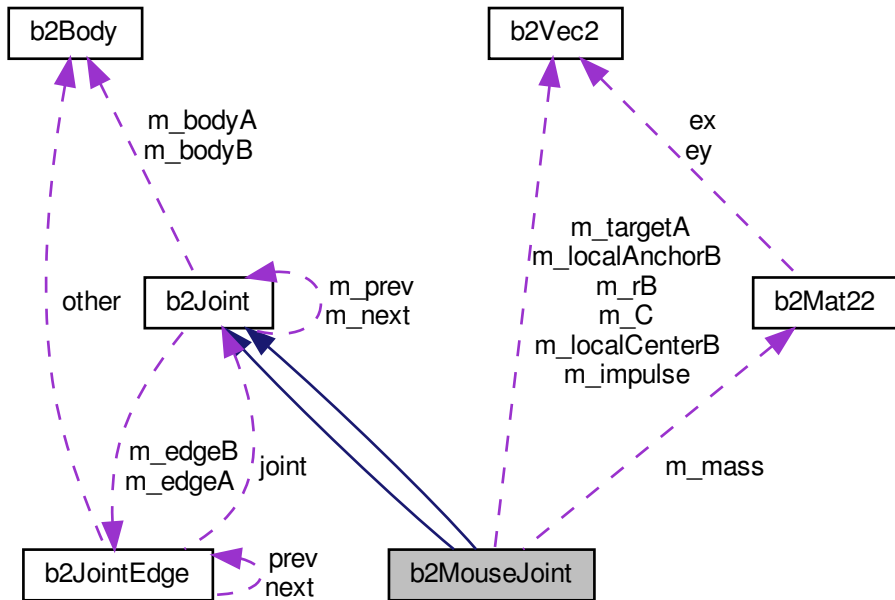 b2Body
b2Vec2
m_bodyA
m_bodyB
ex
ey
m_targetA
m_localAnchorB
m_rB
m_C
m_localCenterB
m_impulse
other
b2Joint
m_prev
m_next
b2Mat22
m_edgeB
m_edgeA
joint
m_mass
b2JointEdge
prev
next
b2MouseJoint